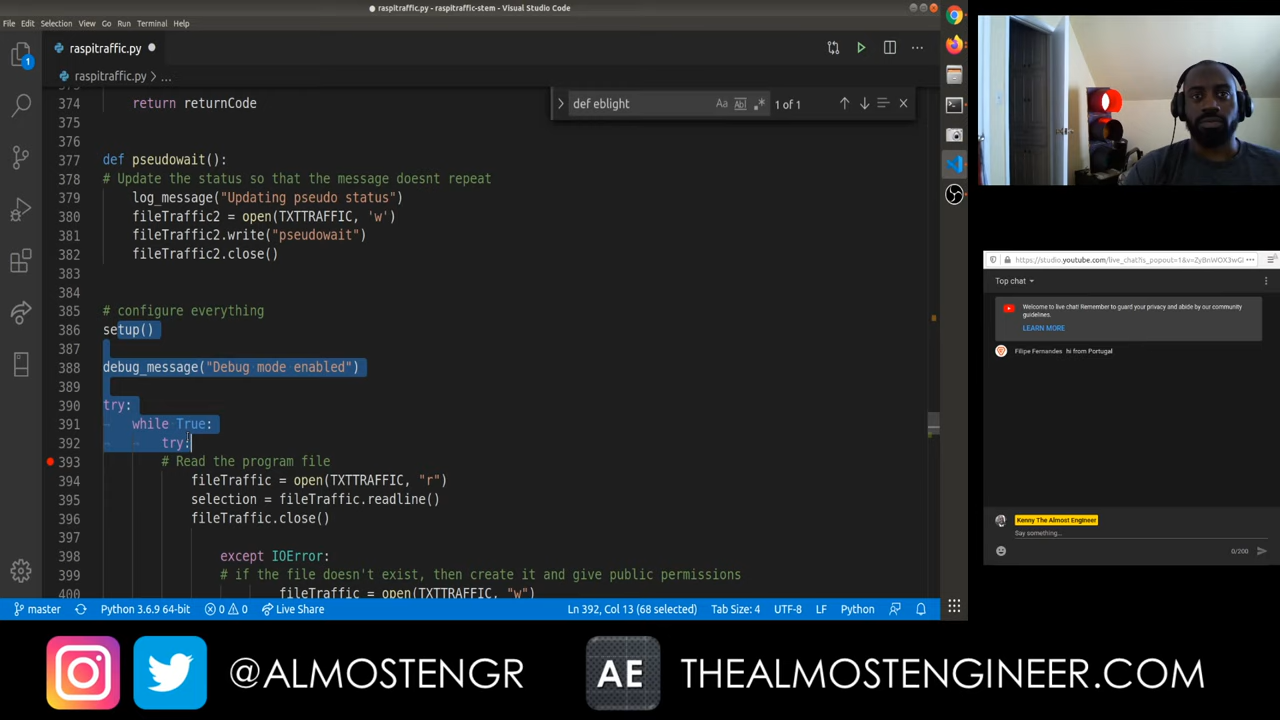 ● raspitraffic.py - raspitraffic-stem - Visual Studio Code
File Edit Selection View Go Run Terminal
raspitraffic.py ●
raspitraffic.py > ...
def eblight
Aa Abl .* 1 of 1
374 return returnCode
375
376
377 def pseudowait():
378 # Update the status so that the message doesnt repeat
379 log_message("Updating pseudo status")
380 fileTraffic2 = open(TXTTRAFFIC, 'w')
381 fileTraffic2.write("pseudowait")
382 fileTraffic2.close()
383
384
385 # configure everything
386 setup()
387
388 debug_message("Debug mode enabled")
389
390 try:
391 while True:
392 try:
393 # Read the program file
394 fileTraffic = open(TXTTRAFFIC, "r")
395 selection = fileTraffic.readline()
396 fileTraffic.close()
397
398 except IOError:
399 # if the file doesn't exist, then create it and give public permissions
400 fileTraffic = open(TXTTRAFFIC, "w")
1
master Python 3.6.9 64-bit 0 0 Live Share Ln 392, Col 13 (68 selected) Tab Size: 4 UTF-8 LF Python
https://studio.youtube.com/live_chat?is_popout=1&v=ZyBnWOX3wGI ...
Top chat
Welcome to live chat! Remember to guard your privacy and abide by our community
guidelines.
LEARN MORE
Filipe Fernandes hi from Portugal
Kenny The Almost Engineer
Say something...
0/200
@ALMOSTENGR AE THEALMOSTENGINEER.COM